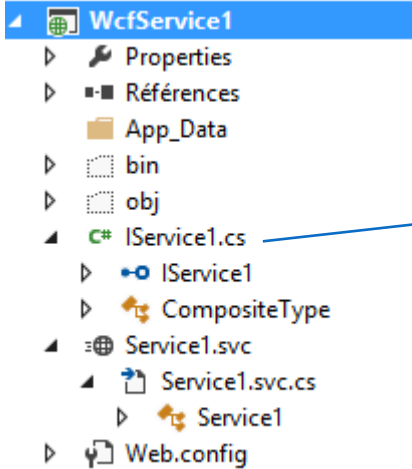 WcfService1
Properties
Références
App_Data
bin
obj
C# IService1.cs
IService1
CompositeType
Service1.svc
Service1.svc.cs
Service1
Web.config